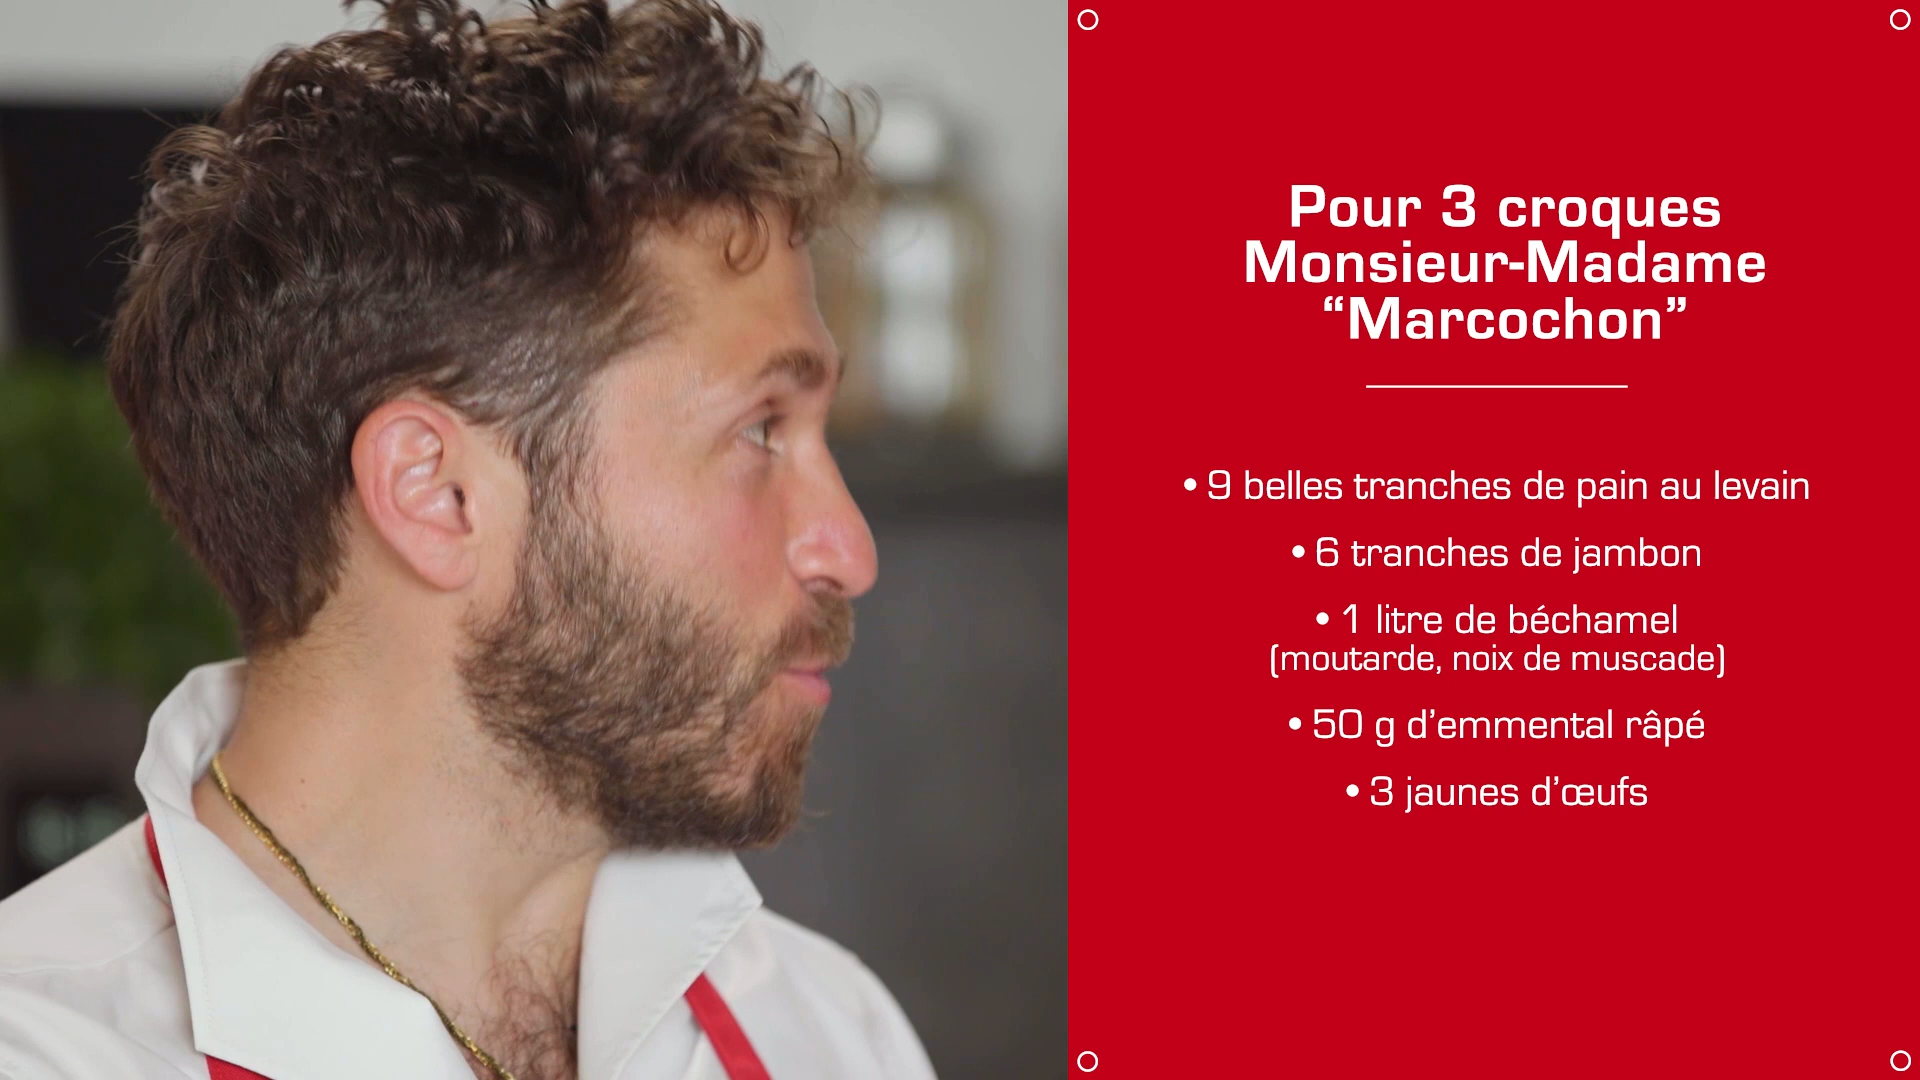 Pour 3 croques
Monsieur-Madame
“Marcochon”
• 9 belles tranches de pain au levain
• 6 tranches de jambon
• 1 litre de béchamel
(moutarde, noix de muscade)
• 50 g d’emmental râpé
• 3 jaunes d’œufs